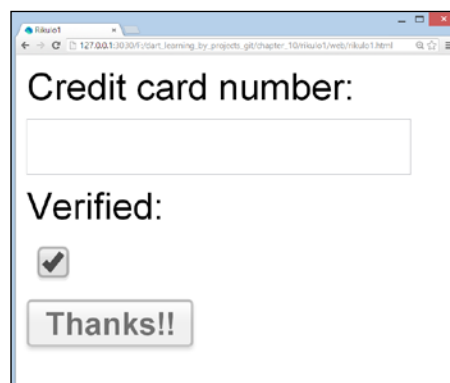 Rikulo1
127.0.0.1:3030/F:/dart_learning_by_projects_git/chapter_10/rikulo1/web/rikulo1.html
Credit card number:
Verified:
Thanks!!